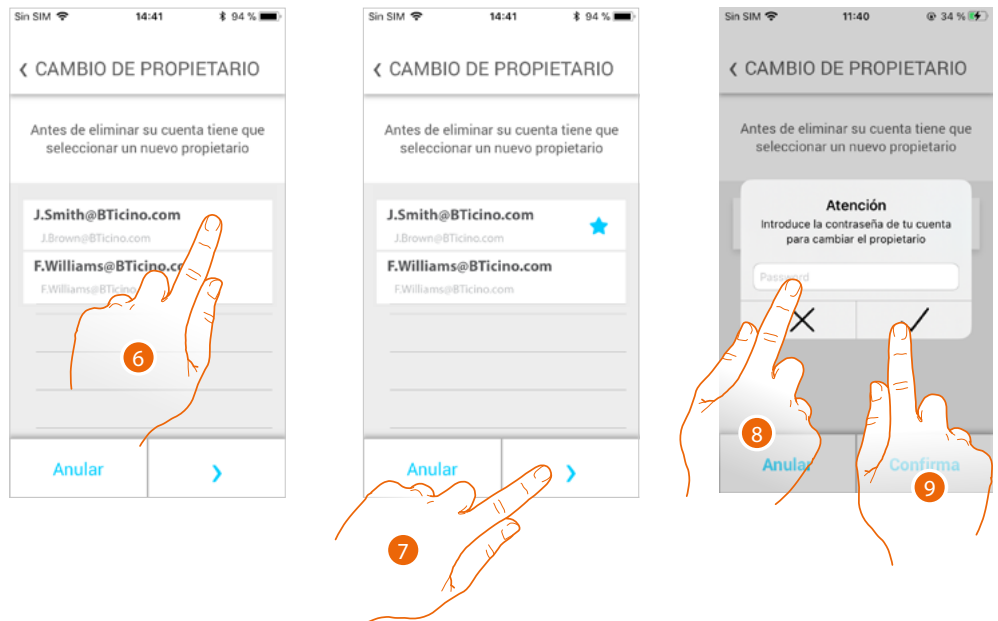 Sin SIM 14:41 94 %
CAMBIO DE PROPIETARIO
Antes de eliminar su cuenta tiene que
seleccionar un nuevo propietario
J.Smith@BTicino.com
J.Brown@BTicino.com
F.Williams@BTicino.co
F.Williams@BTicino
6
Anular
Sin SIM 14:41 94 %
CAMBIO DE PROPIETARIO
Antes de eliminar su cuenta tiene que
seleccionar un nuevo propietario
J.Smith@BTicino.com
J.Brown@BTicino.com
F.Williams@BTicino.com
F.Williams@BTicino.com
Anular
7
Sin SIM 11:40 34 %
CAMBIO DE PROPIETARIO
Antes de eliminar su cuenta tiene que
seleccionar un nuevo propietario
Atención
Introduce la contraseña de tu cuenta
para cambiar el propietario
Password
8
Anular Confirma
9